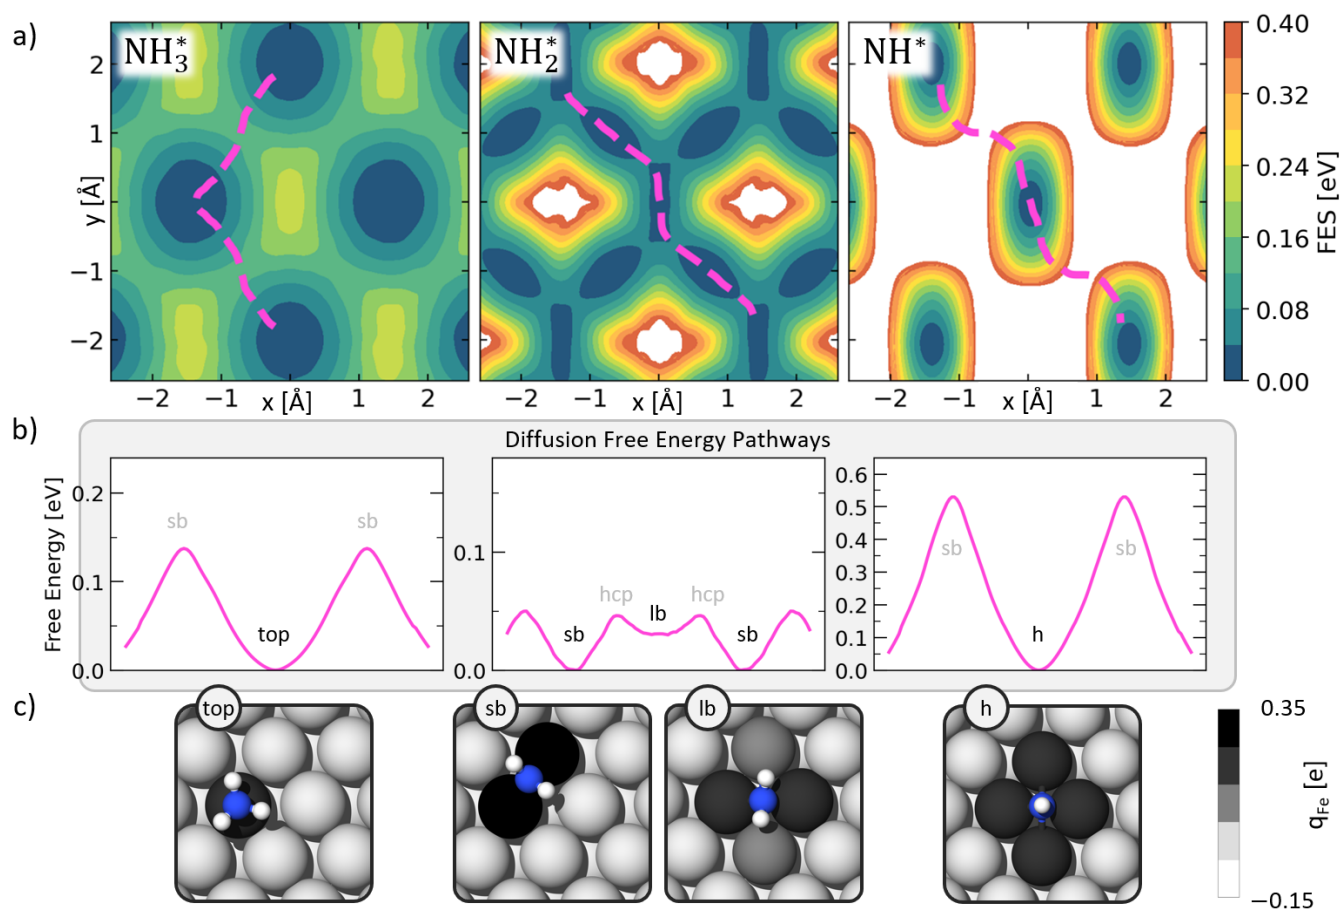 a)
NH₃*
NH₂*
NH*
2
1
0
−1
−2
y [Å]
−2 −1 x [Å] 1 2
−2 −1 x [Å] 1 2
−2 −1 x [Å] 1 2
0.40
0.32
0.24
0.16
0.08
0.00
FES [eV]
b)
Diffusion Free Energy Pathways
Free Energy [eV]
0.2
0.1
0.0
sb
sb
top
0.1
0.0
sb
hcp
lb
hcp
sb
0.6
0.5
0.4
0.3
0.2
0.1
0.0
sb
sb
h
c)
top
sb
lb
h
0.35
q_Fe [e]
−0.15